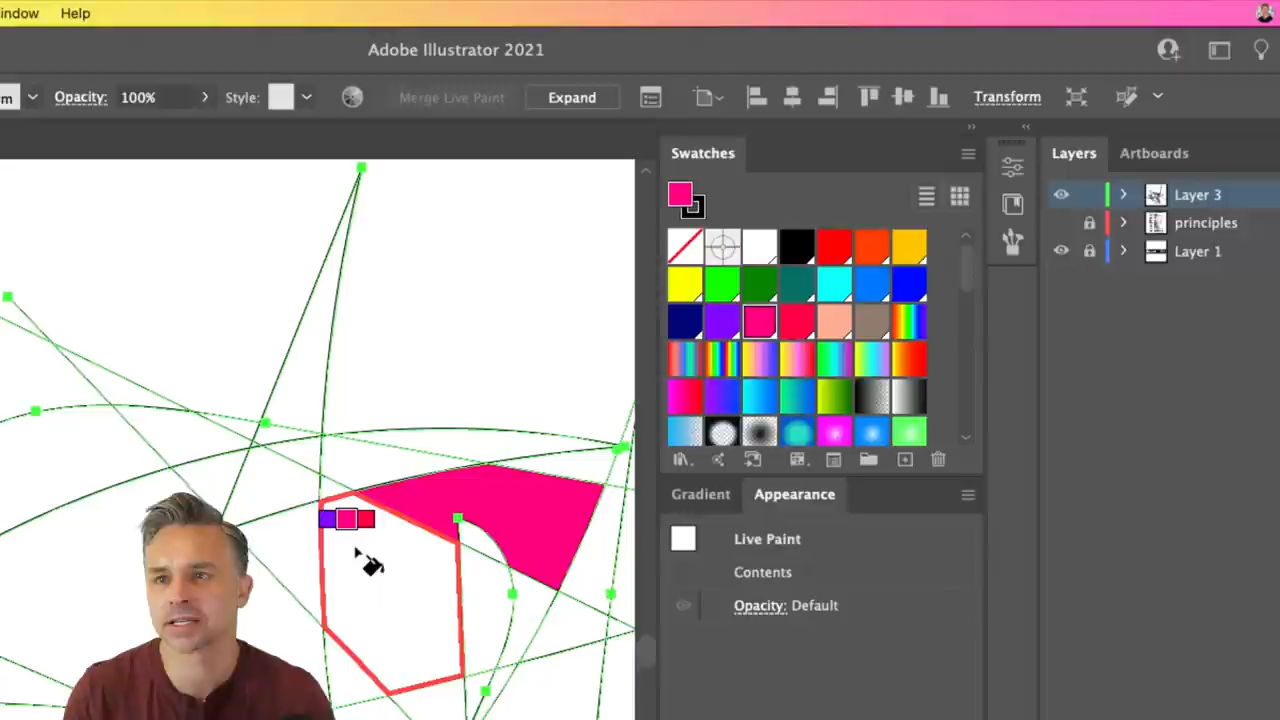 indow Help
Adobe Illustrator 2021
rm Opacity: 100% Style: Merge Live Paint Expand Transform
Swatches
Layers Artboards
Layer 3
principles
Layer 1
Gradient Appearance
Live Paint
Contents
Opacity: Default